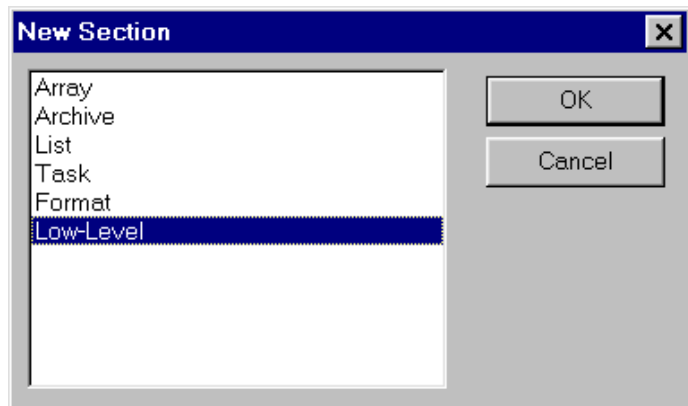 New Section
Array
Archive
List
Task
Format
Low-Level
OK
Cancel